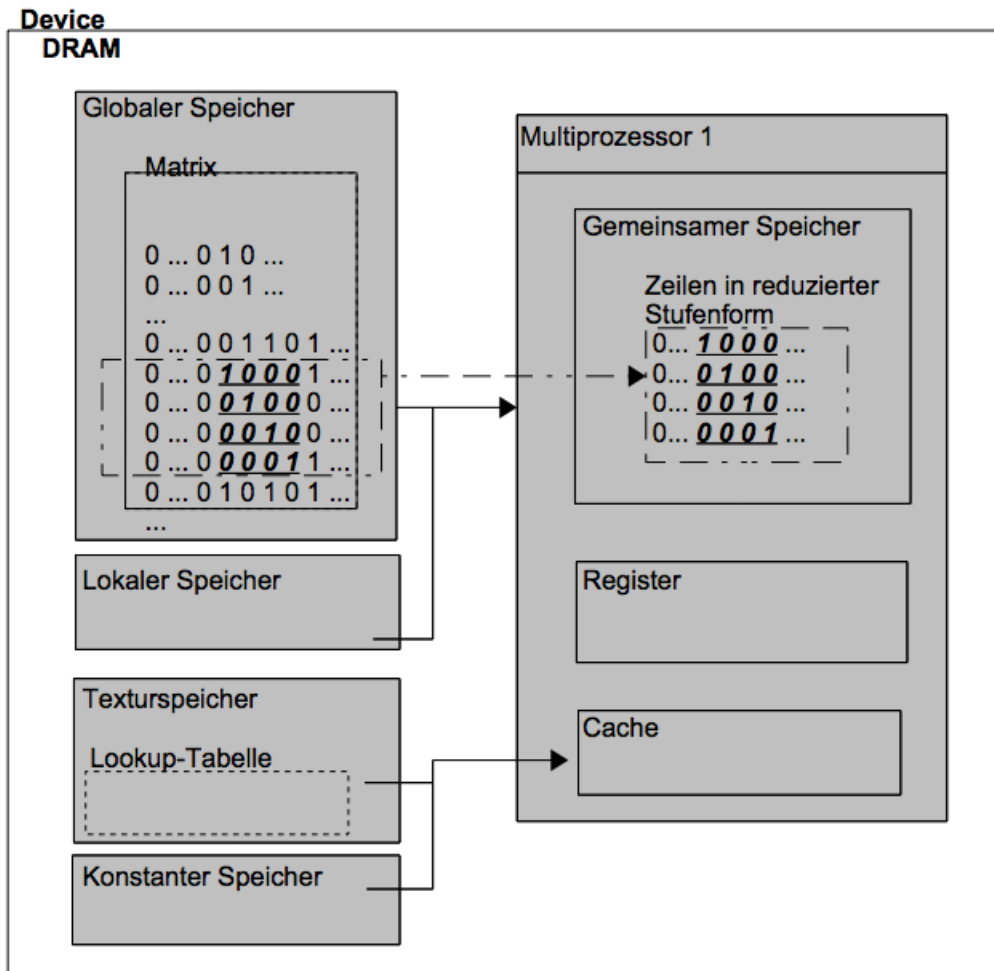 Device
DRAM
Globaler Speicher
Matrix
0 ... 0 1 0 ...
0 ... 0 0 1 ...
...
0 ... 0 0 1 1 0 1 ...
0 ... 0 1 0 0 0 1 ...
0 ... 0 0 1 0 0 0 ...
0 ... 0 0 0 1 0 0 ...
0 ... 0 0 0 0 1 1 ...
0 ... 0 1 0 1 0 1 ...
...
Lokaler Speicher
Texturspeicher
Lookup-Tabelle
Konstanter Speicher
Multiprozessor 1
Gemeinsamer Speicher
Zeilen in reduzierter
Stufenform
0... 1 0 0 0 ...
0... 0 1 0 0 ...
0... 0 0 1 0 ...
0... 0 0 0 1 ...
Register
Cache